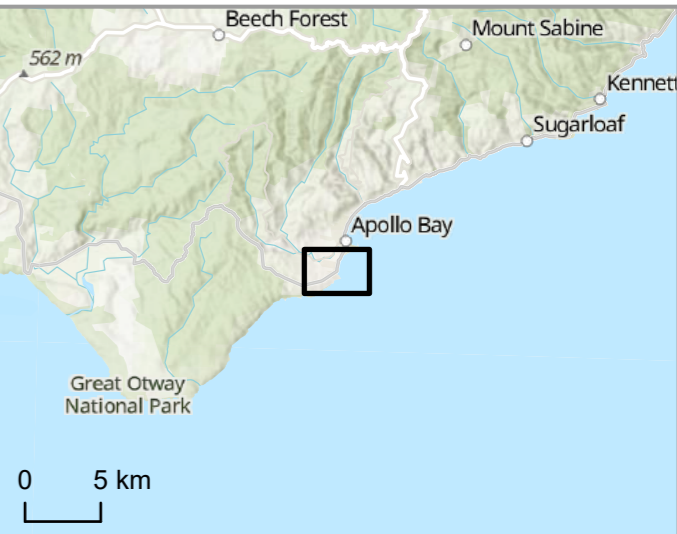 Beech Forest
Mount Sabine
562 m
Kennett
Sugarloaf
Apollo Bay
Great Otway
National Park
0 5 km